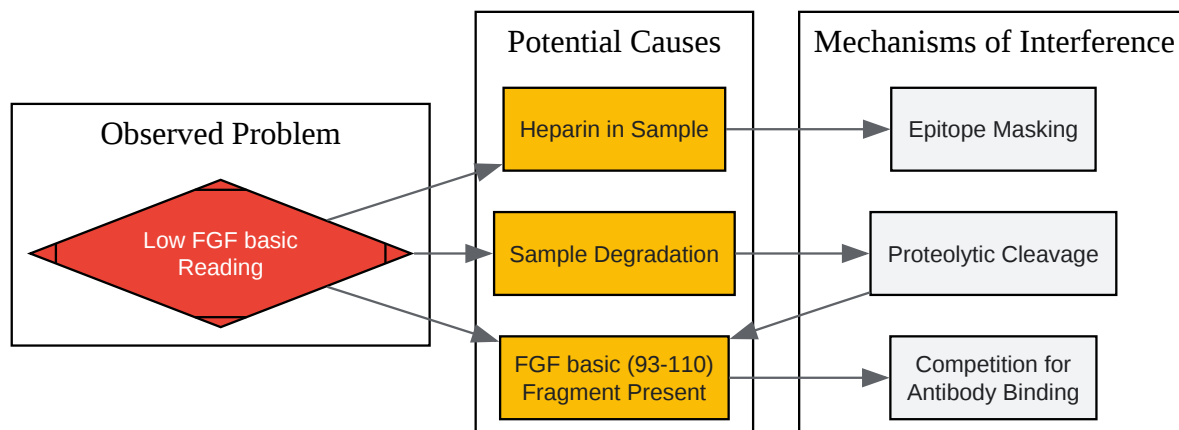 Observed Problem
Low FGF basic
Reading
Potential Causes
Heparin in Sample
Sample Degradation
FGF basic (93-110)
Fragment Present
Mechanisms of Interference
Epitope Masking
Proteolytic Cleavage
Competition for
Antibody Binding